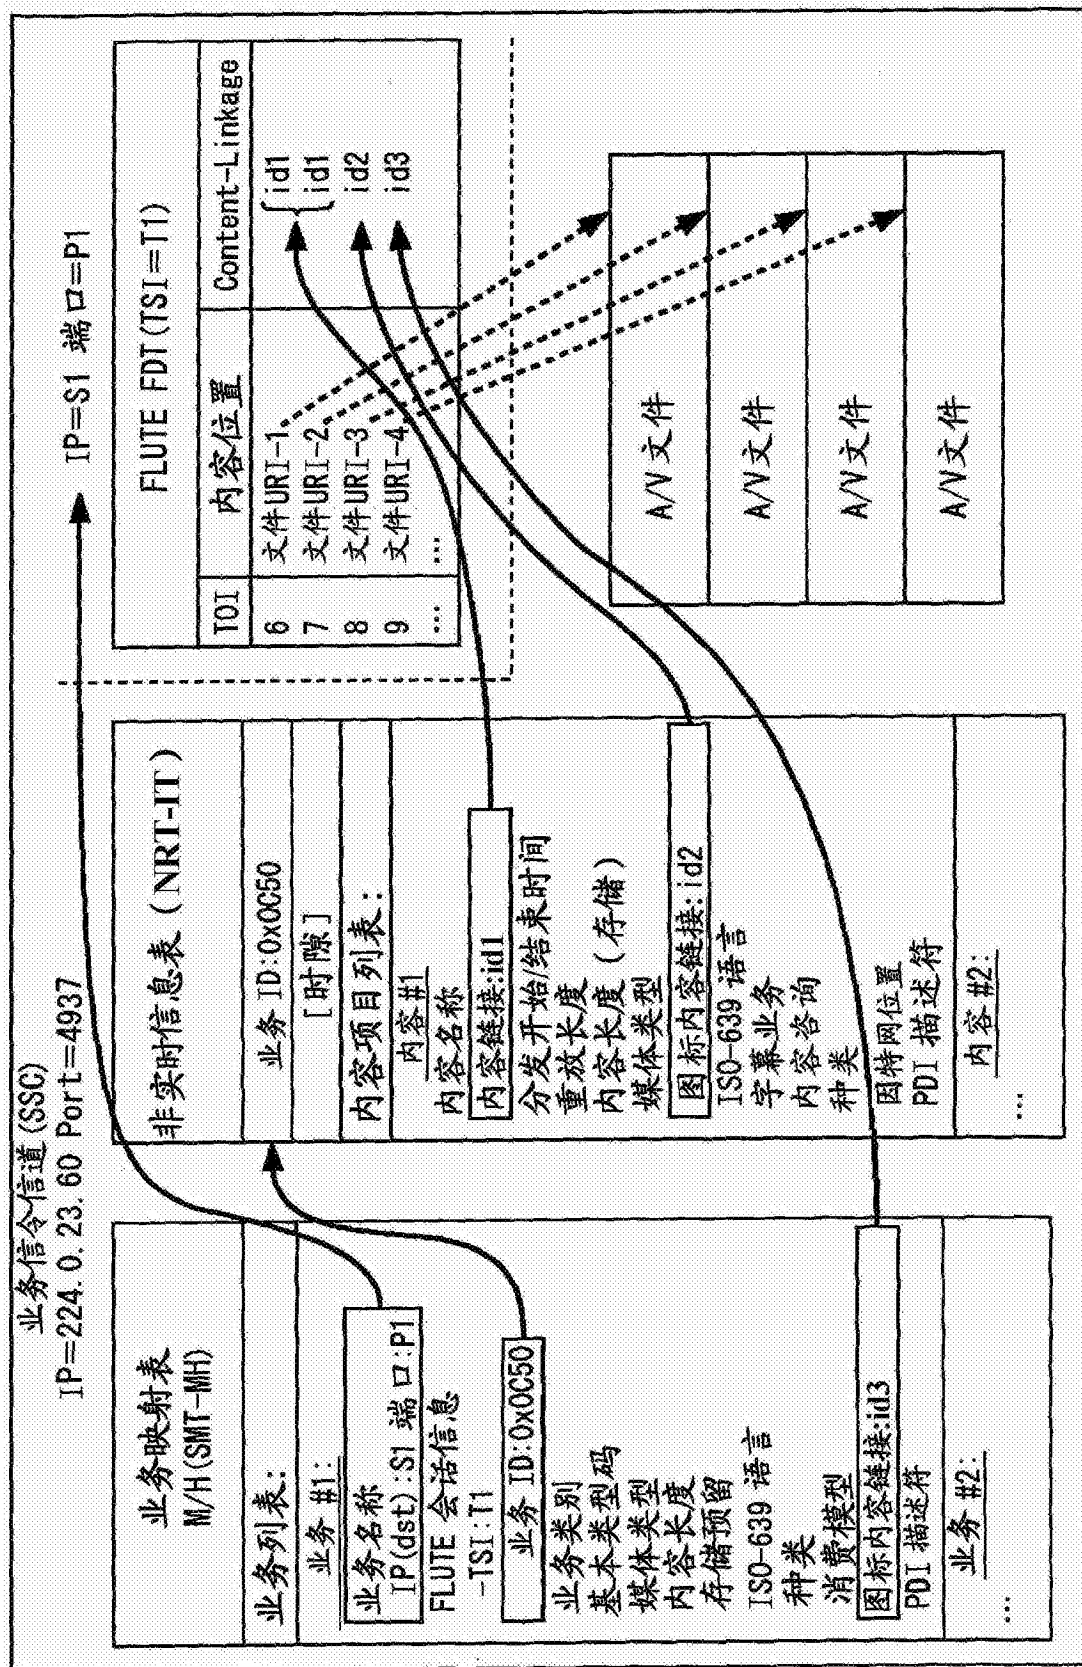 业务信令信道(SSC)
IP=224.0.23.60 Port=4937
业务映射表
M/H(SMT-MH)
业务列表:
业务 #1:
业务名称
IP(dst):S1 端口:P1
FLUTE 会话信息
-TSI:T1
业务 ID:0x0C50
业务类别
基本类型码
媒体类型
内容长度
存储预留
ISO-639 语言
种类
消费模型
图标内容链接:id3
PDI 描述符
业务 #2:
...
非实时信息表 (NRT-IT)
业务 ID:0x0C50
[时隙]
内容项目列表:
内容 #1
内容名称
内容链接:id1
分发开始/结束时间
重放长度
内容长度 (存储)
媒体类型
图标内容链接:id2
ISO-639 语言
字幕业务
内容咨询
种类
因特网位置
PDI 描述符
内容 #2:
...
IP=S1 端口=P1
FLUTE FDT(TSI==T1)
TOI 内容位置 Content-Linkage
6 文件URI-1 id1
7 文件URI-2 id1
8 文件URI-3 id2
9 文件URI-4 id3
... ...
A/V文件
A/V文件
A/V文件
A/V文件